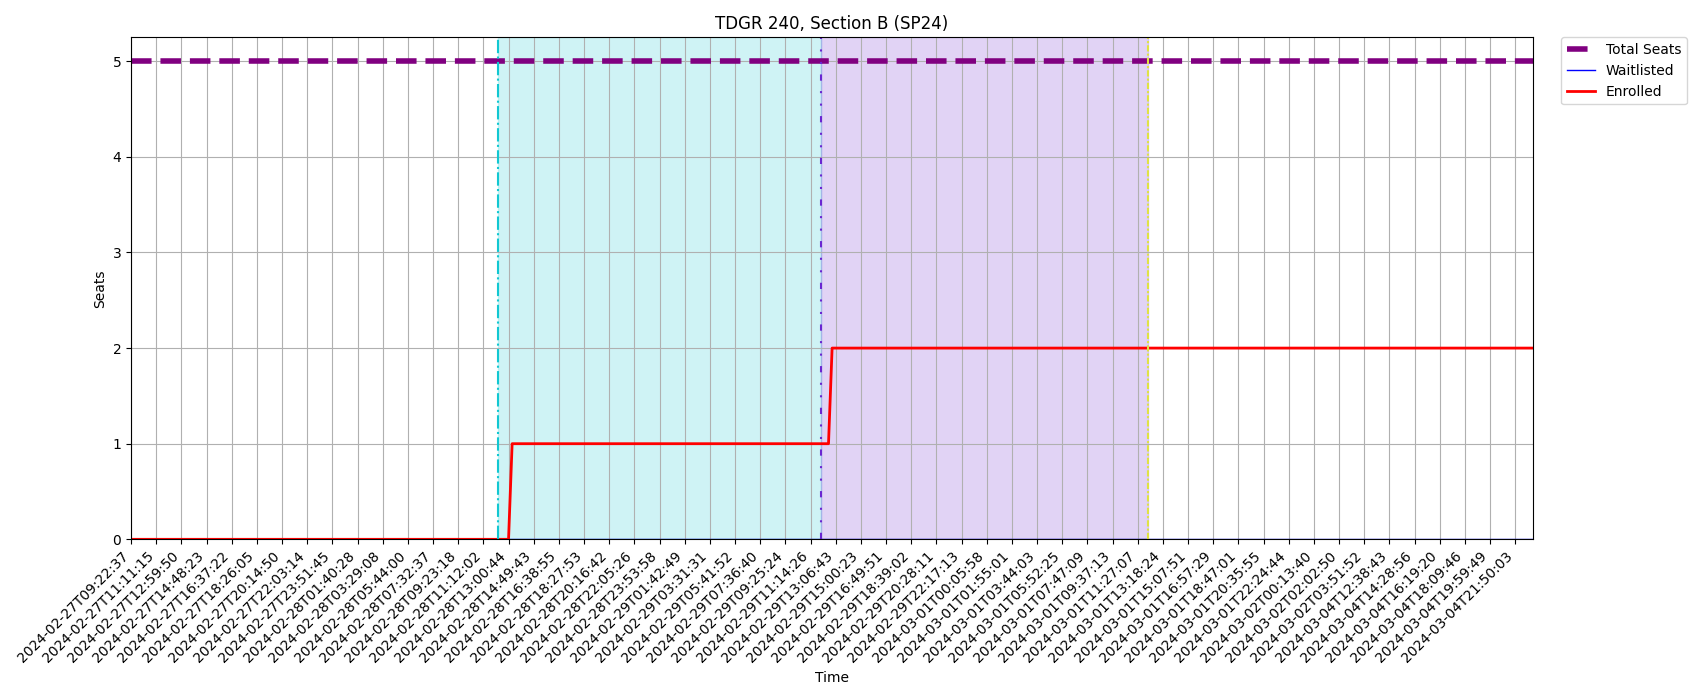 TDGR 240, Section B (SP24)
Total Seats
Waitlisted
Enrolled
5
4
3
2
1
0
Seats
2024-02-27T09:22:37
2024-02-27T11:11:15
2024-02-27T12:59:50
2024-02-27T14:48:23
2024-02-27T16:37:22
2024-02-27T18:26:05
2024-02-27T20:14:50
2024-02-27T22:03:14
2024-02-27T23:51:45
2024-02-28T01:40:28
2024-02-28T03:29:08
2024-02-28T05:44:00
2024-02-28T07:32:37
2024-02-28T09:23:18
2024-02-28T11:12:02
2024-02-28T13:00:44
2024-02-28T14:49:43
2024-02-28T16:38:55
2024-02-28T18:27:53
2024-02-28T20:16:42
2024-02-28T22:05:26
2024-02-28T23:53:58
2024-02-29T01:42:49
2024-02-29T03:31:31
2024-02-29T05:41:52
2024-02-29T07:36:40
2024-02-29T09:25:24
2024-02-29T11:14:26
2024-02-29T13:06:43
2024-02-29T15:00:23
2024-02-29T16:49:51
2024-02-29T18:39:02
2024-02-29T20:28:11
2024-02-29T22:17:13
2024-03-01T00:05:58
2024-03-01T01:55:01
2024-03-01T03:44:03
2024-03-01T05:52:25
2024-03-01T07:47:09
2024-03-01T09:37:13
2024-03-01T11:27:07
2024-03-01T13:18:24
2024-03-01T15:07:51
2024-03-01T16:57:29
2024-03-01T18:47:01
2024-03-01T20:35:55
2024-03-01T22:24:44
2024-03-02T00:13:40
2024-03-02T02:02:50
2024-03-02T03:51:52
2024-03-04T12:38:43
2024-03-04T14:28:56
2024-03-04T16:19:20
2024-03-04T18:09:46
2024-03-04T19:59:49
2024-03-04T21:50:03
Time